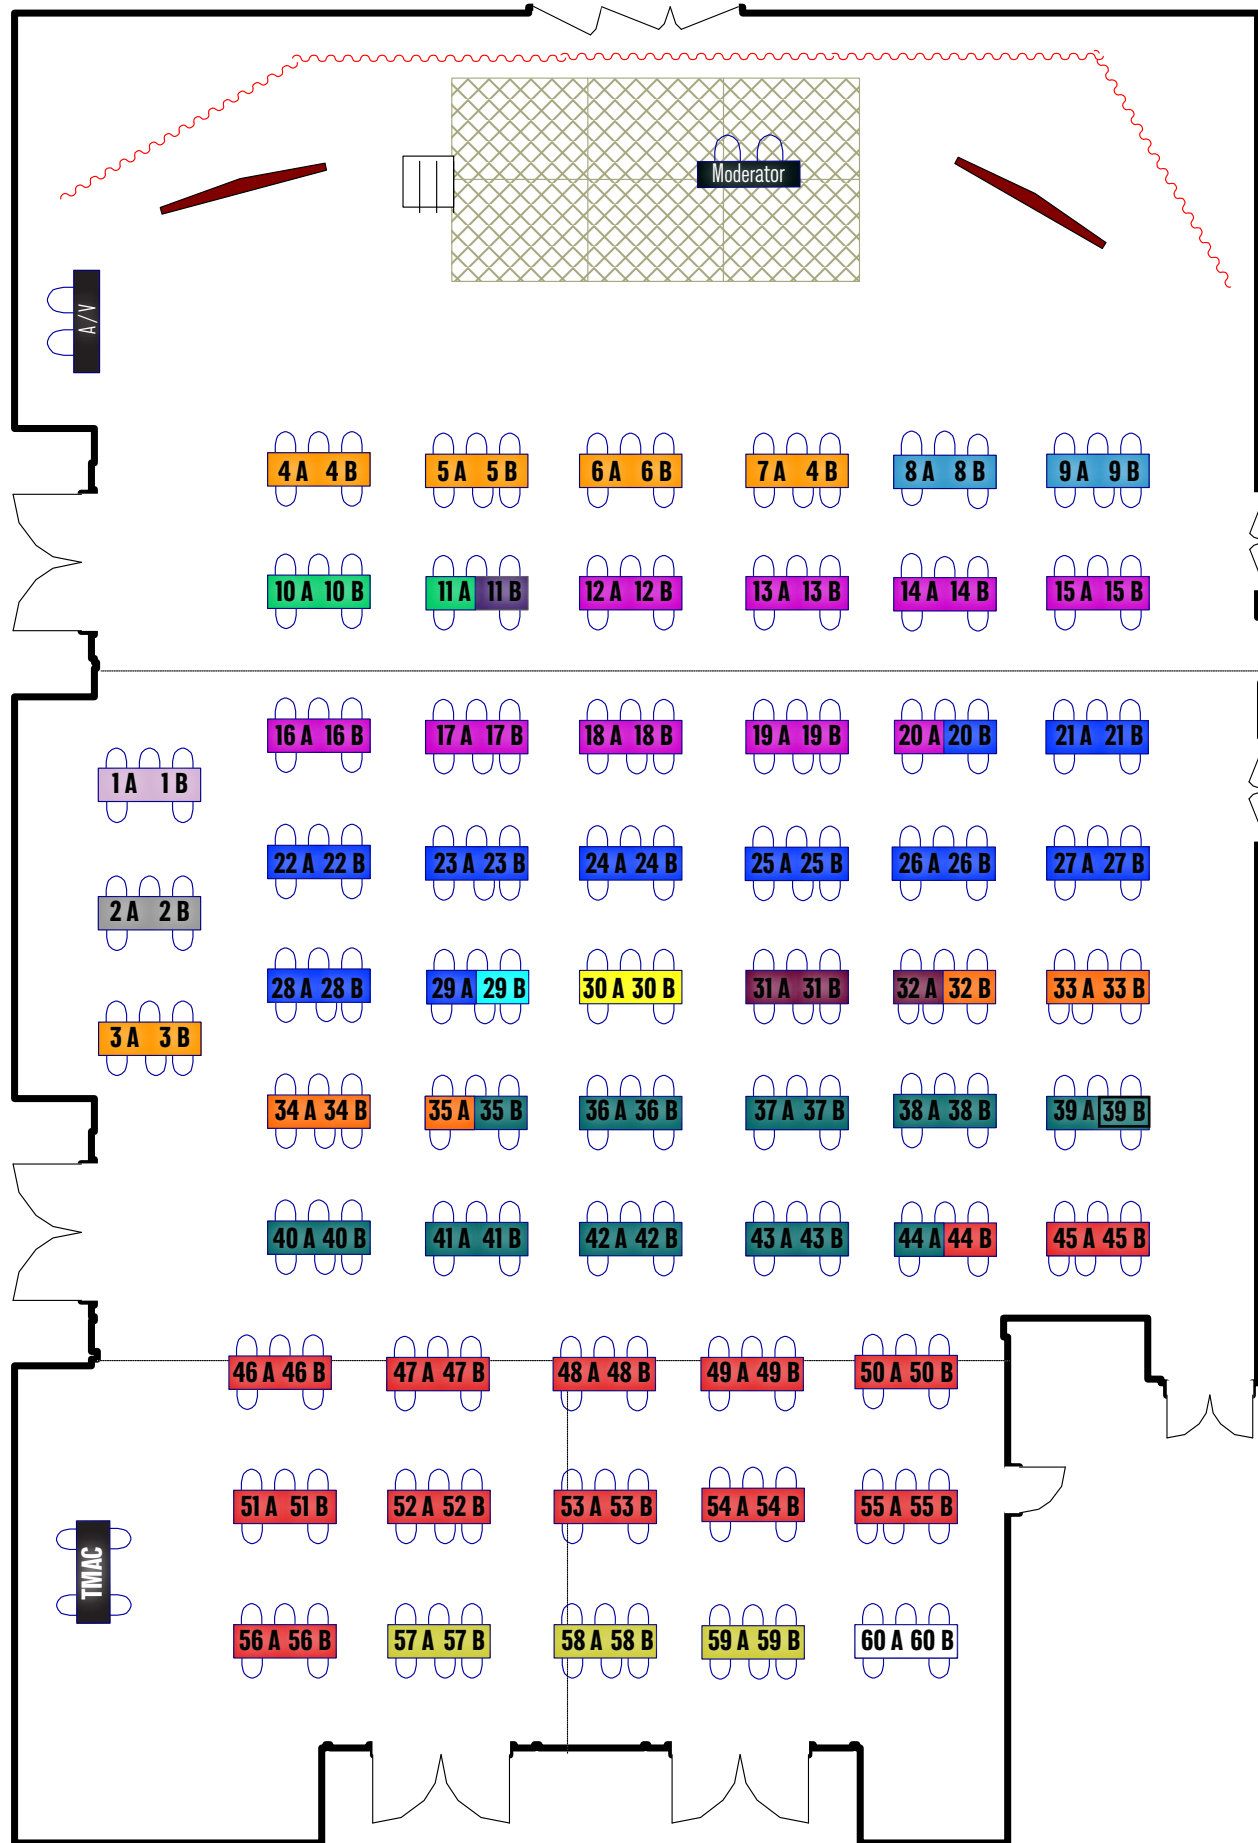 Moderator
A/V
4 A 4 B 5 A 5 B 6 A 6 B 7 A 4 B 8 A 8 B 9 A 9 B
10 A 10 B 11 A 11 B 12 A 12 B 13 A 13 B 14 A 14 B 15 A 15 B
16 A 16 B 17 A 17 B 18 A 18 B 19 A 19 B 20 A 20 B 21 A 21 B
1 A 1 B
22 A 22 B 23 A 23 B 24 A 24 B 25 A 25 B 26 A 26 B 27 A 27 B
2 A 2 B
28 A 28 B 29 A 29 B 30 A 30 B 31 A 31 B 32 A 32 B 33 A 33 B
3 A 3 B
34 A 34 B 35 A 35 B 36 A 36 B 37 A 37 B 38 A 38 B 39 A 39 B
40 A 40 B 41 A 41 B 42 A 42 B 43 A 43 B 44 A 44 B 45 A 45 B
46 A 46 B 47 A 47 B 48 A 48 B 49 A 49 B 50 A 50 B
51 A 51 B 52 A 52 B 53 A 53 B 54 A 54 B 55 A 55 B
TMAC
56 A 56 B 57 A 57 B 58 A 58 B 59 A 59 B 60 A 60 B